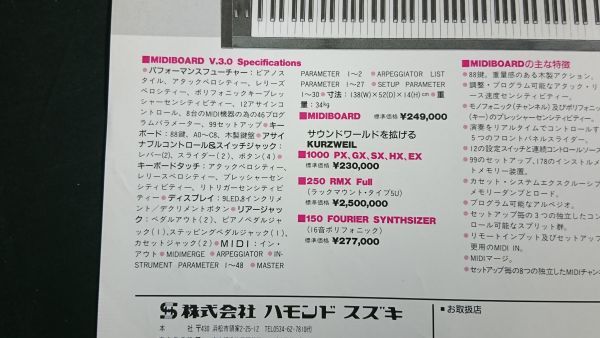 ■MIDIBOARD V.3.0 Specifications
●パフォーマンスフューチャー：ピアノス
タイル、アタックベロシティー、レリーズ
ベロシティー、ポリフォニックキープレッ
シャーセンシティビティー、12アサインコ
ントロール、8台のMIDI機器の為の46プロ
グラムパラメーター、99セットアップ●キー
ボード：88鍵、A0〜C8、木製鍵盤●アサイ
ナブルコントロール&スイッチジャック：
レバー(2)、スライダー(2)、ボタン(4)●
キーボードタッチ：アタックベロシティー、
レリースベロシティー、プレッシャーセン
シティビティー、リトリガーセンシティビ
ティー●ディスプレイ：9LED、8インクリメ
ント/デクリメントボタン●リアージャッ
ク：ペダルアウト(2)、ピアノペダルジャ
ック(1)、ステッピングペダルジャック(1)、
カセットジャック(2)●MIDI：イン・
アウト●MIDIMERGE●ARPEGGIATOR●IN-
STRUMENT PARAMETER 1〜48●MASTER
PARAMETER 1〜2●ARPEGGIATOR LIST
PARAMETER 1〜27●SETUP PARAMETER
1〜30●寸法：138(W)×52(D)×14(H)cm●重
量：34kg
■MIDIBOARD 標準価格 ¥249,000
サウンドワールドを拡げる
KURZWEIL
■1000 PX,GX,SX,HX,EX
標準価格 ¥230,000
■250 RMX Full
(ラックマウント・タイプ5U)
標準価格 ¥2,500,000
■150 FOURIER SYNTHSIZER
(16音ポリフォニック)
標準価格 ¥277,000
■MIDIBOARDの主な特徴
●88鍵。重量感のある木製アクション。
●調整・プログラム可能なアタック・リ
ース速度センシティビティー。
●モノフォニック(チャンネル)及びポリフォニッ
(キー)のプレッシャーセンシティビティー。
●演奏をリアルタイムでコントロールす
5つのフロントパネルスライダー。
●12の設定スイッチと連続コントロールソース
●99のセットアップ、178のインストルメ
トメモリー装置。
●カセット・システムエクスクルーシブ
メモリーダンプとロード。
●プログラム可能なアルペジオ。
●セットアップ毎の3つの独立したコン
ロール可能なスプリット群。
●リモートインプット及びセットアップ
更用のMIDI IN。
●MIDIマージ。
●セットアップ毎の8つの独立したMIDIチャン
株式会社 ハモンド スズキ
本 社 〒430 浜松市領家2-25-12 TEL0534-62-7810㈹
■お取扱店